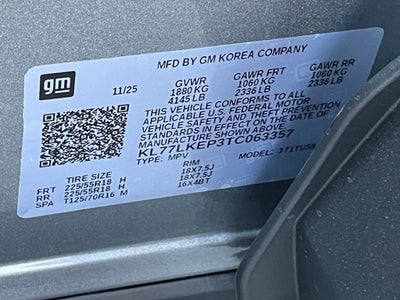 gm
MFD BY GM KOREA COMPANY
11/25 GVWR GAWR FRT GAWR RR
1880 KG 1060 KG 1060 KG
4145 LB 2336 LB 2336 LB
THIS VEHICLE CONFORMS TO ALL
APPLICABLE U.S. FEDERAL MOTOR
VEHICLE SAFETY AND THEFT PREVENTION
STANDARDS IN EFFECT ON THE DATE OF
MANUFACTURE SHOWN ABOVE.
KL77LKEP3TC063357
TYPE: MPV MODEL:
TIRE SIZE RIM
FRT 225/55R18 H 18X7.5J
RR 225/55R18 H 18X7.5J
SPA T125/70R16 M 16X4BT